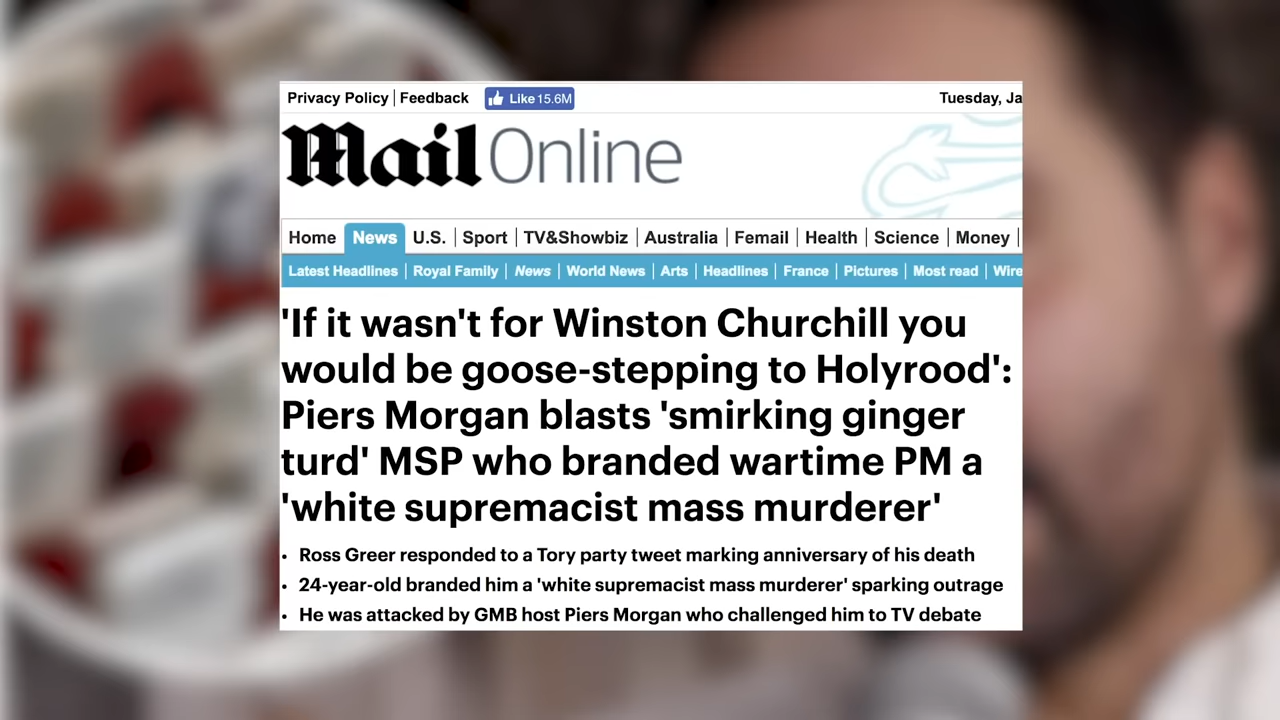 Privacy Policy | Feedback Like 15.6M Tuesday, Ja
Mail Online
Home News U.S. | Sport | TV&Showbiz | Australia | Femail | Health | Science | Money |
Latest Headlines | Royal Family | News | World News | Arts | Headlines | France | Pictures | Most read | Wire
'If it wasn't for Winston Churchill you
would be goose-stepping to Holyrood':
Piers Morgan blasts 'smirking ginger
turd' MSP who branded wartime PM a
'white supremacist mass murderer'
• Ross Greer responded to a Tory party tweet marking anniversary of his death
• 24-year-old branded him a 'white supremacist mass murderer' sparking outrage
• He was attacked by GMB host Piers Morgan who challenged him to TV debate